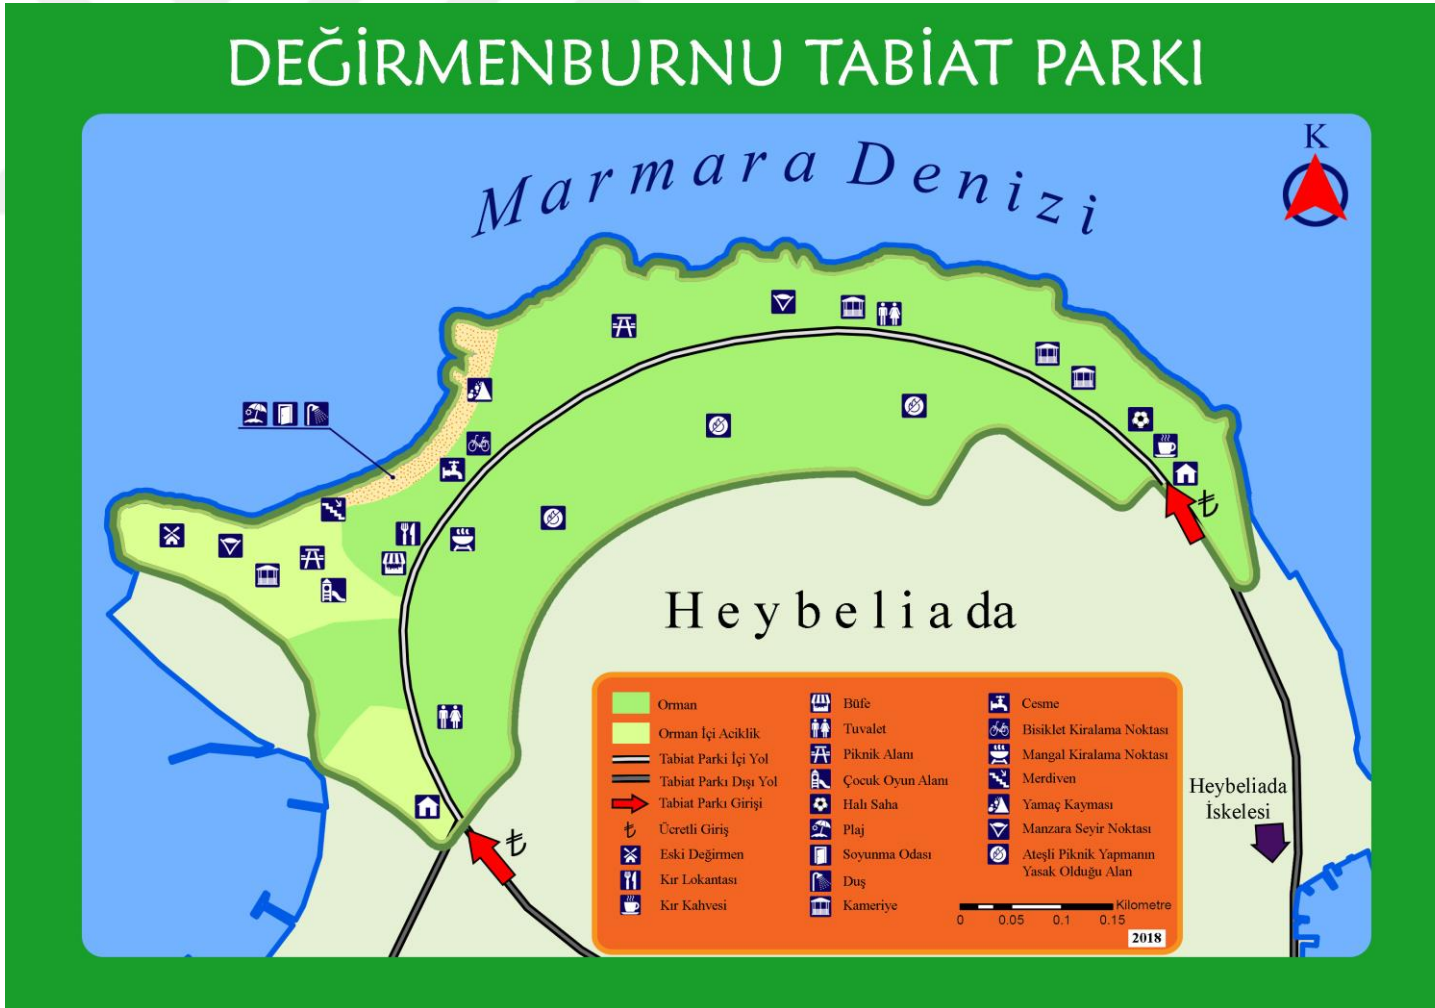 DEĞİRMENBURNU TABİAT PARKI
K
Marmara Denizi
₺
Heybeliada
₺
Heybeliada
İskelesi
Orman
Orman İçi Aciklik
Tabiat Parki İçi Yol
Tabiat Parkı Dışı Yol
Tabiat Parkı Girişi
₺ Ücretli Giriş
Eski Değirmen
Kır Lokantası
Kır Kahvesi
Büfe
Tuvalet
Piknik Alanı
Çocuk Oyun Alanı
Halı Saha
Plaj
Soyunma Odası
Duş
Kameriye
Cesme
Bisiklet Kiralama Noktası
Mangal Kiralama Noktası
Merdiven
Yamaç Kayması
Manzara Seyir Noktası
Ateşli Piknik Yapmanın
Yasak Olduğu Alan
Kilometre
0 0.05 0.1 0.15
2018